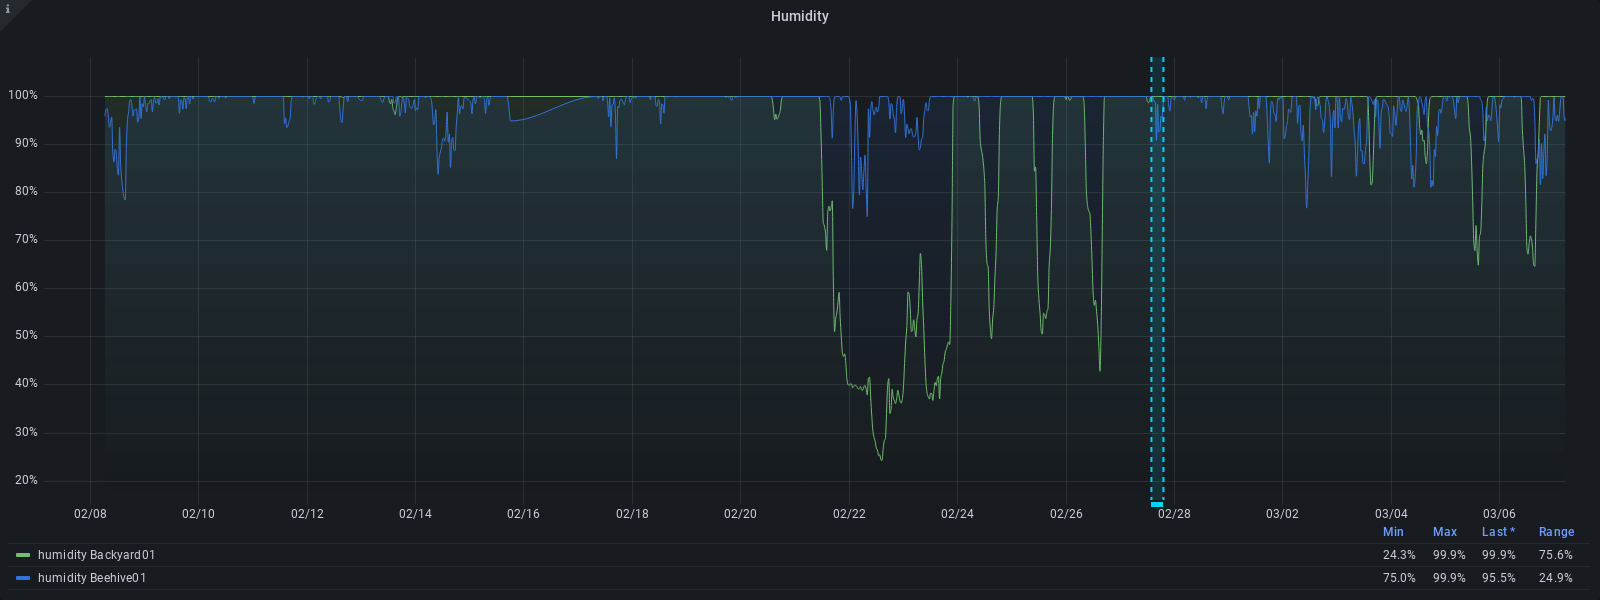 i
Humidity
100%
90%
80%
70%
60%
50%
40%
30%
20%
02/08 02/10 02/12 02/14 02/16 02/18 02/20 02/22 02/24 02/26 02/28 03/02 03/04 03/06
Min Max Last * Range
humidity Backyard01 24.3% 99.9% 99.9% 75.6%
humidity Beehive01 75.0% 99.9% 95.5% 24.9%